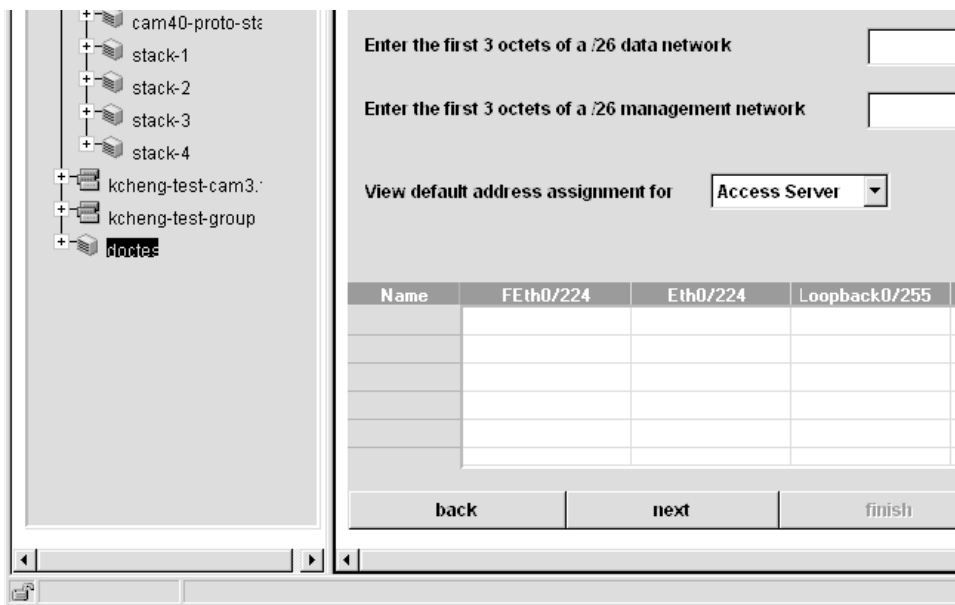 cam40-proto-sta
stack-1
stack-2
stack-3
stack-4
kcheng-test-cam3.
kcheng-test-group
doctes
Enter the first 3 octets of a /26 data network
Enter the first 3 octets of a /26 management network
View default address assignment for Access Server
Name FEth0/224 Eth0/224 Loopback0/255
back next finish